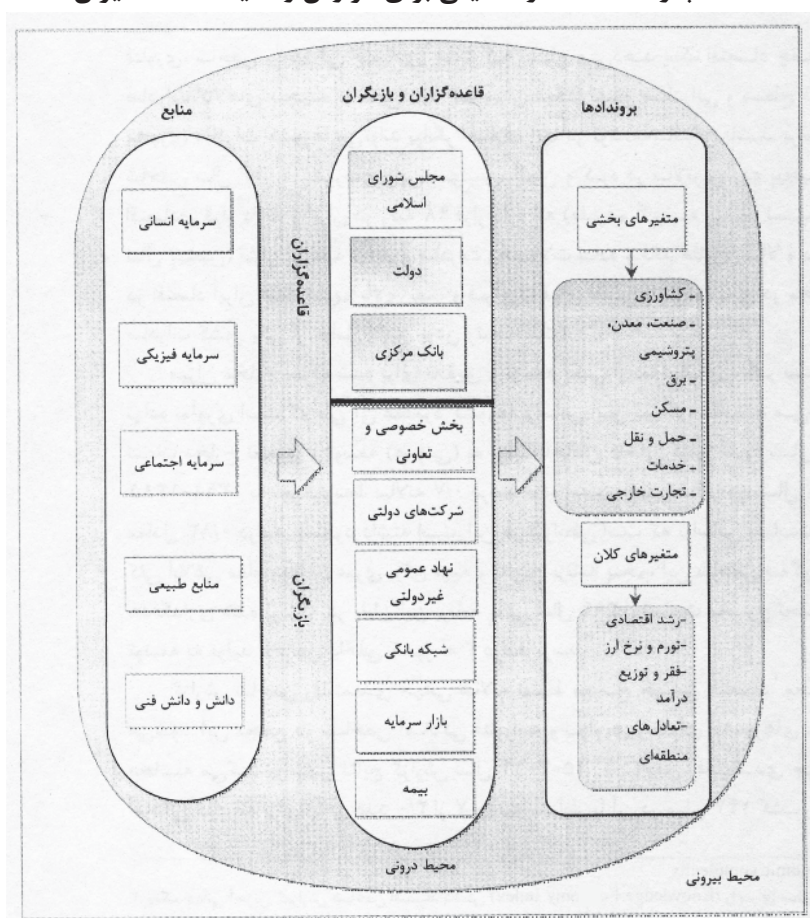 منابع
سرمایه انسانی
سرمایه فیزیکی
سرمایه اجتماعی
منابع طبیعی
دانش و دانش فنی
قاعده‌گزاران
بازیگران
قاعده‌گزاران و بازیگران
مجلس شورای
اسلامی
دولت
بانک مرکزی
بخش خصوصی و
تعاونی
شرکت‌های دولتی
نهاد عمومی
غیردولتی
شبکه بانکی
بازار سرمایه
بیمه
بروندادها
متغیرهای بخشی
ـ کشاورزی
ـ صنعت، معدن،
پتروشیمی
ـ برق
ـ مسکن
ـ حمل و نقل
ـ خدمات
ـ تجارت خارجی
متغیرهای کلان
-رشد اقتصادی
-تورم و نرخ ارز
-فقر و توزیع
درآمد
-تعادل‌های
منطقه‌ای
محیط درونی
محیط بیرونی